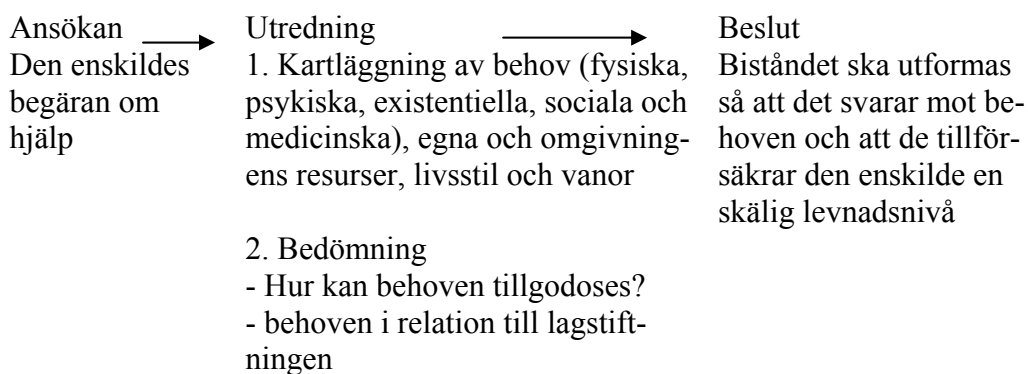 Ansökan
Den enskildes
begäran om
hjälp
Utredning
1. Kartläggning av behov (fysiska,
psykiska, existentiella, sociala och
medicinska), egna och omgivning-
ens resurser, livsstil och vanor
2. Bedömning
- Hur kan behoven tillgodoses?
- behoven i relation till lagstift-
ningen
Beslut
Biståndet ska utformas
så att det svarar mot be-
hoven och att de tillför-
säkrar den enskilde en
skälig levnadsnivå